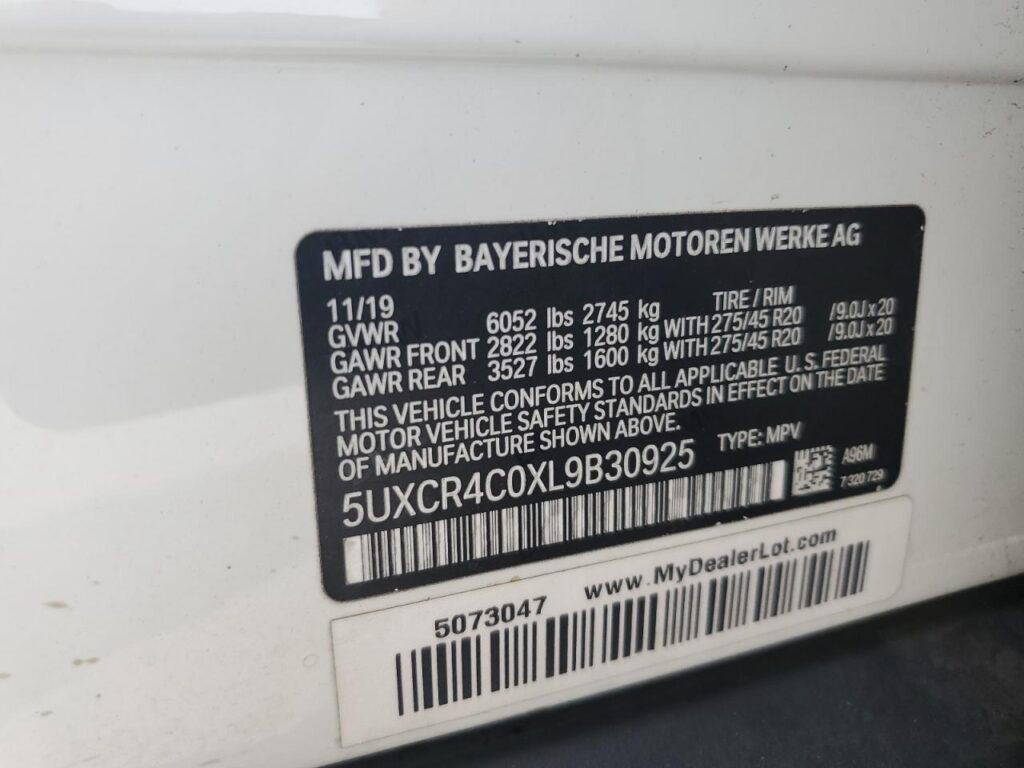 MFD BY BAYERISCHE MOTOREN WERKE AG
11/19 TIRE / RIM
GVWR 6052 lbs 2745 kg
GAWR FRONT 2822 lbs 1280 kg WITH 275/45 R20 /9.0J x 20
GAWR REAR 3527 lbs 1600 kg WITH 275/45 R20 /9.0J x 20
THIS VEHICLE CONFORMS TO ALL APPLICABLE U. S. FEDERAL
MOTOR VEHICLE SAFETY STANDARDS IN EFFECT ON THE DATE
OF MANUFACTURE SHOWN ABOVE.
5UXCR4C0XL9B30925 TYPE: MPV
A96M
7 320 729
5073047 www.MyDealerLot.com